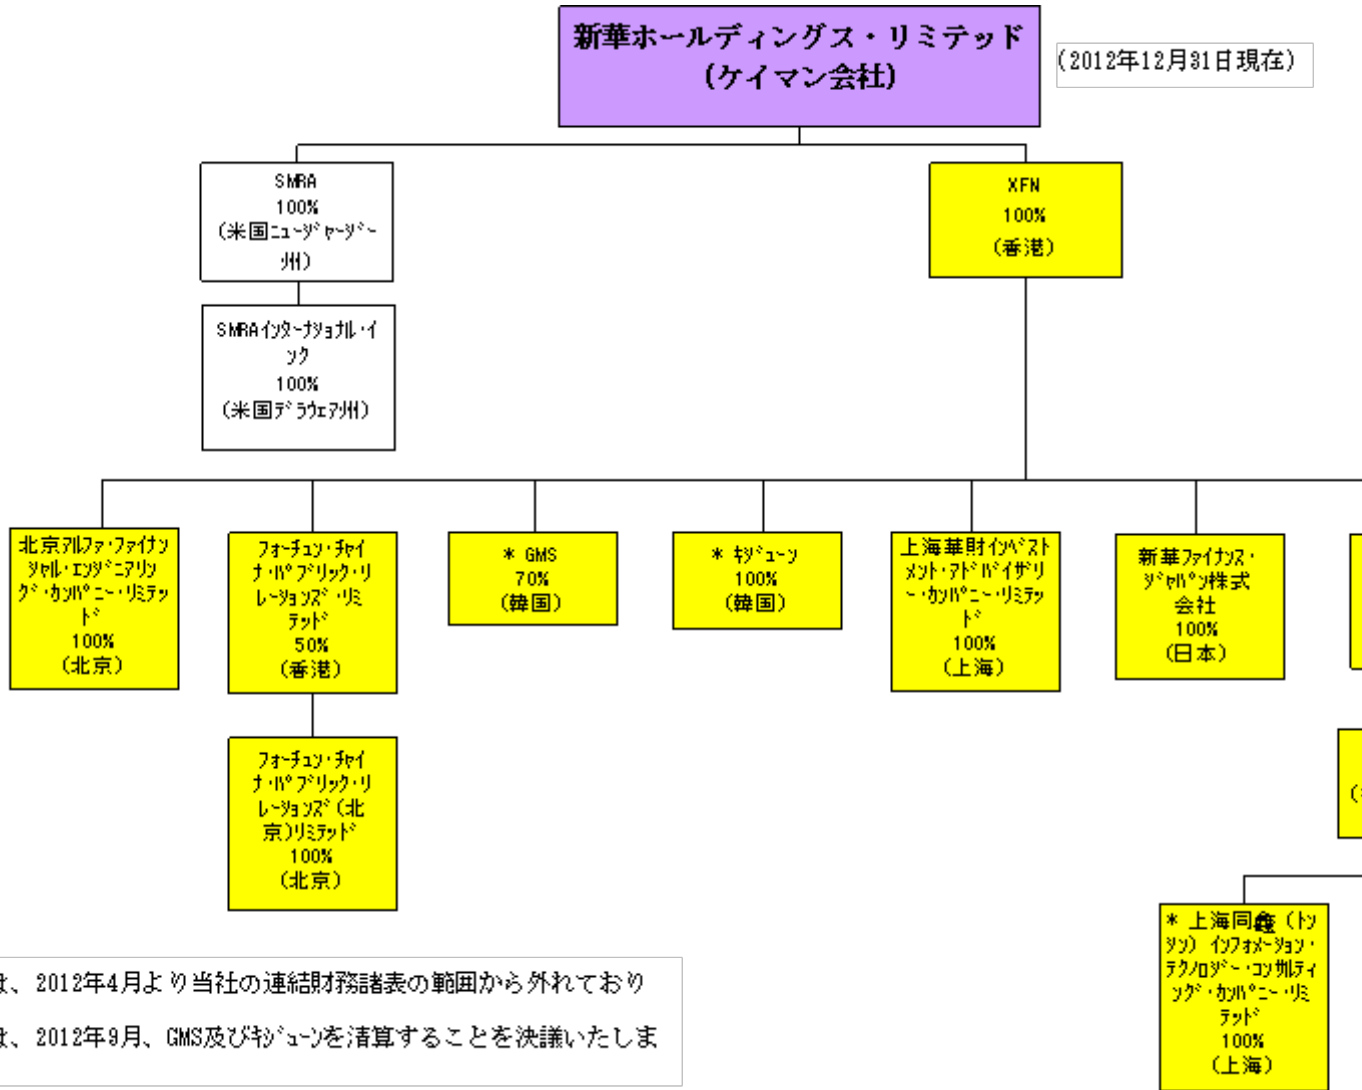 新華ホールディングス・リミテッド
(ケイマン会社)
(2012年12月31日現在)
SMRA
100%
(米国ﾆｭｰｼﾞｬｰｼﾞｰ
州)
XFN
100%
(香港)
SMRAｲﾝﾀｰﾅｼｮﾅﾙ･ｲ
ﾝｸ
100%
(米国ﾃﾞﾗｳｪｱ州)
北京ｱﾙﾌｧ･ﾌｧｲﾅﾝ
ｼｬﾙ･ｴﾝｼﾞﾆｱﾘﾝ
ｸﾞ･ｶﾝﾊﾟﾆｰ･ﾘﾐﾃｯ
ﾄﾞ
100%
(北京)
ﾌｫｰﾁｭﾝ･ﾁｬｲ
ﾅ･ﾊﾟﾌﾞﾘｯｸ･ﾘ
ﾚｰｼｮﾝｽﾞ･ﾘﾐ
ﾃｯﾄﾞ
50%
(香港)
* GMS
70%
(韓国)
* ｷｼﾞｭｰﾝ
100%
(韓国)
上海華財ｲﾝﾍﾞｽﾄ
ﾒﾝﾄ･ｱﾄﾞﾊﾞｲｻﾞﾘ
ｰ･ｶﾝﾊﾟﾆｰ･ﾘﾐﾃｯ
ﾄﾞ
100%
(上海)
新華ﾌｧｲﾅﾝｽ･
ｼﾞｬﾊﾟﾝ株式
会社
100%
(日本)
ﾌｫｰﾁｭﾝ･ﾁｬｲ
ﾅ･ﾊﾟﾌﾞﾘｯｸ･ﾘ
ﾚｰｼｮﾝｽﾞ(北
京)ﾘﾐﾃｯﾄﾞ
100%
(北京)
* 上海同鑫 (ﾄﾝ
ｼﾝ) ｲﾝﾌｫﾒｰｼｮﾝ･
ﾃｸﾉﾛｼﾞｰ･ｺﾝｻﾙﾃｨ
ﾝｸﾞ･ｶﾝﾊﾟﾆｰ･ﾘﾐ
ﾃｯﾄﾞ
100%
(上海)
は、2012年4月より当社の連結財務諸表の範囲から外れており
は、2012年9月、GMS及びｷｼﾞｭｰﾝを清算することを決議いたしま